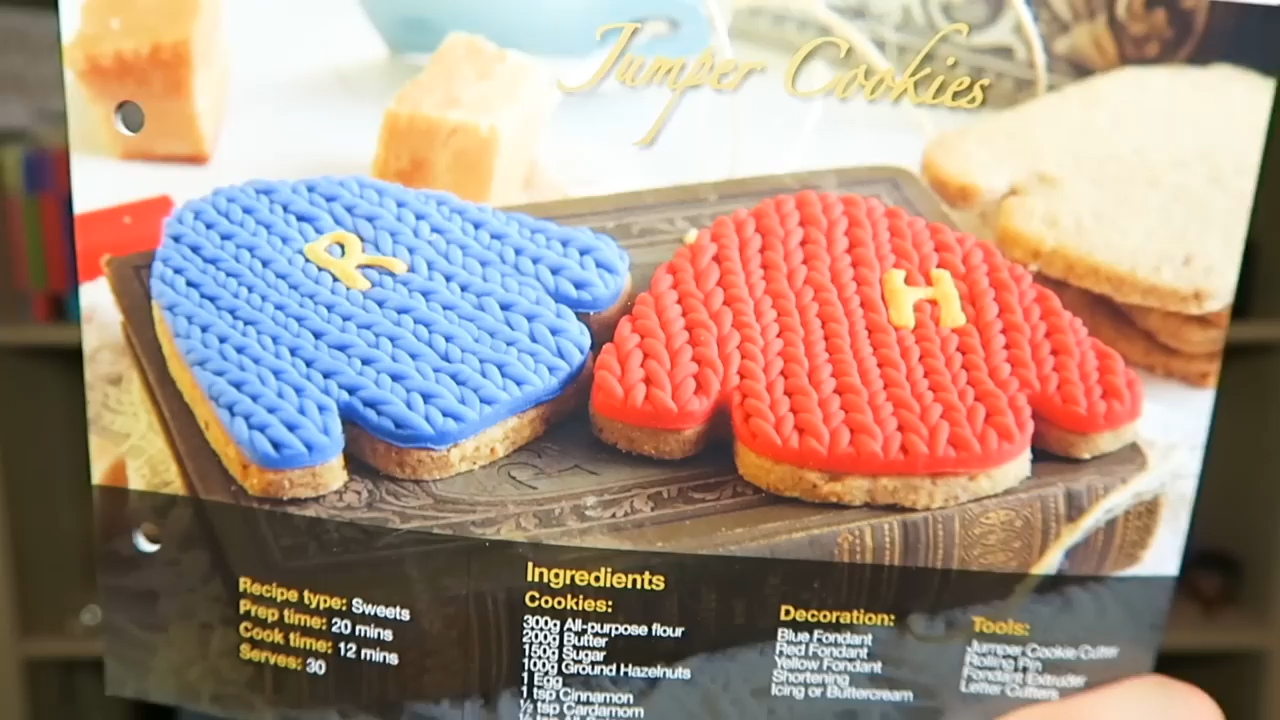 Jumper Cookies
R
H
Recipe type: Sweets
Prep time: 20 mins
Cook time: 12 mins
Serves: 30
Ingredients
Cookies:
300g All-purpose flour
200g Butter
150g Sugar
100g Ground Hazelnuts
1 Egg
1 tsp Cinnamon
½ tsp Cardamom
Decoration:
Blue Fondant
Red Fondant
Yellow Fondant
Shortening
Icing or Buttercream
Tools:
Jumper Cookie Cutter
Rolling Pin
Fondant Extruder
Letter Cutters